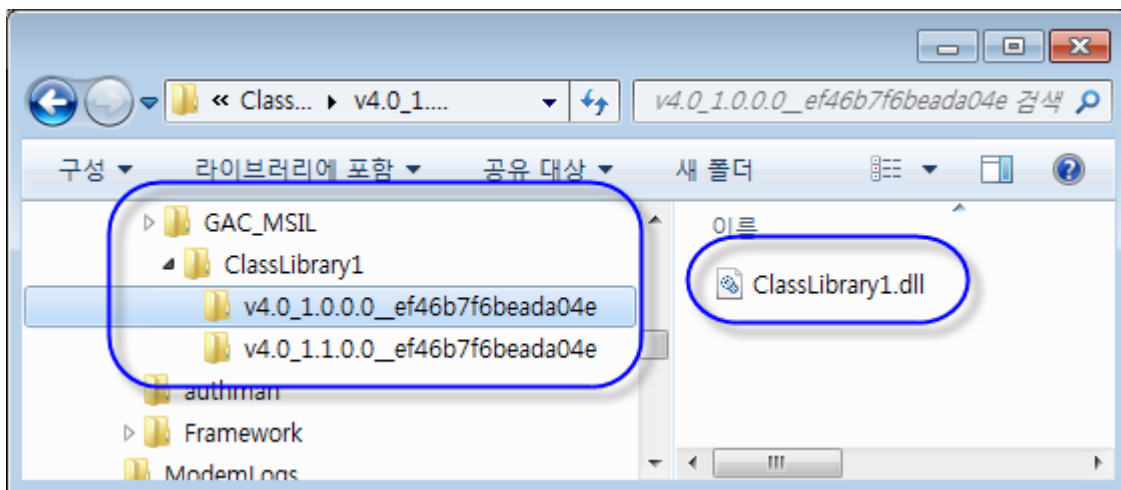 « Class... ▸ v4.0_1....
v4.0_1.0.0.0__ef46b7f6beada04e 검색
구성 라이브러리에 포함 공유 대상 새 폴더
GAC_MSIL
ClassLibrary1
v4.0_1.0.0.0__ef46b7f6beada04e
v4.0_1.1.0.0__ef46b7f6beada04e
authman
Framework
ModemLogs
이름
ClassLibrary1.dll